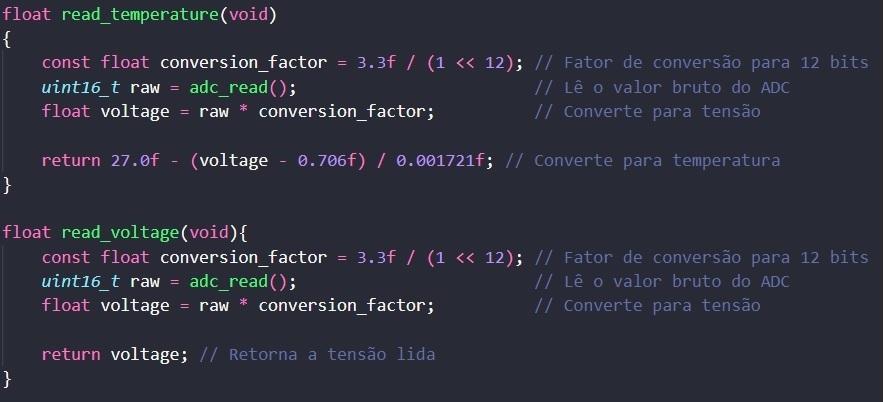 float read_temperature(void)
{
    const float conversion_factor = 3.3f / (1 << 12); // Fator de conversão para 12 bits
    uint16_t raw = adc_read();                        // Lê o valor bruto do ADC
    float voltage = raw * conversion_factor;          // Converte para tensão

    return 27.0f - (voltage - 0.706f) / 0.001721f; // Converte para temperatura
}

float read_voltage(void){
    const float conversion_factor = 3.3f / (1 << 12); // Fator de conversão para 12 bits
    uint16_t raw = adc_read();                        // Lê o valor bruto do ADC
    float voltage = raw * conversion_factor;          // Converte para tensão

    return voltage; // Retorna a tensão lida
}